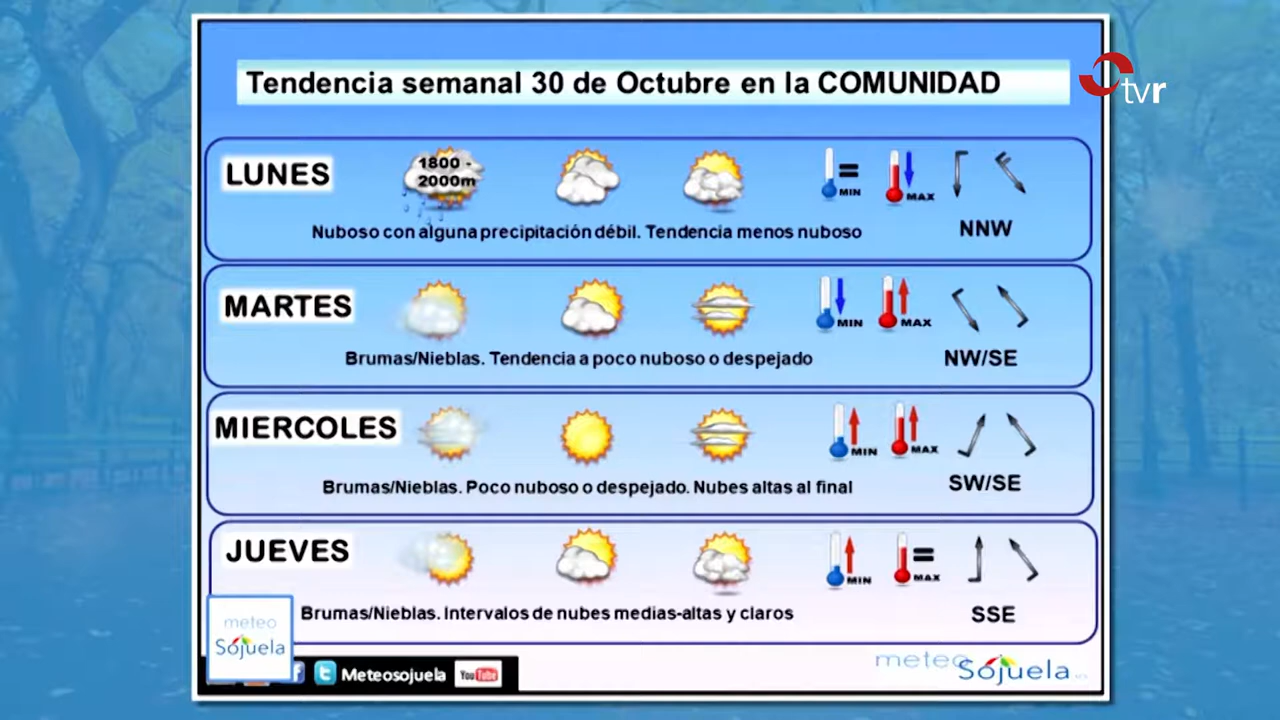 Tendencia semanal 30 de Octubre en la COMUNIDAD
tvr
LUNES
1800 -
2000m
=
MIN
MAX
Nuboso con alguna precipitación débil. Tendencia menos nuboso
NNW
MARTES
MIN
MAX
Brumas/Nieblas. Tendencia a poco nuboso o despejado
NW/SE
MIERCOLES
MIN
MAX
Brumas/Nieblas. Poco nuboso o despejado. Nubes altas al final
SW/SE
JUEVES
MIN
=
MAX
Brumas/Nieblas. Intervalos de nubes medias-altas y claros
SSE
meteo
Sojuela
Meteosojuela
YouTube
meteo
Sojuela